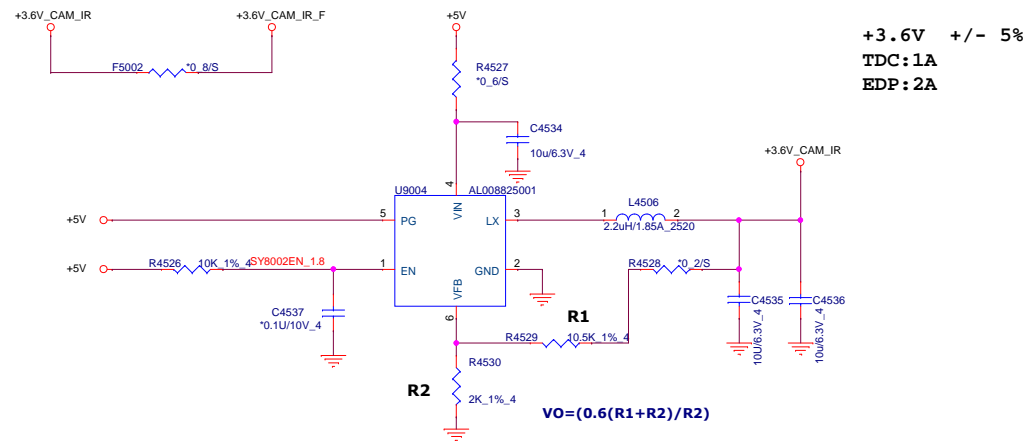 +3.6V_CAM_IR
+3.6V_CAM_IR_F
+5V
+3.6V +/- 5%
TDC:1A
EDP:2A
F5002
*0_8/S
R4527
*0_6/S
C4534
10u/6.3V_4
+3.6V_CAM_IR
U9004
4
AL008825001
+5V
5
PG
VIN
LX
3
1
L4506
2
2.2uH/1.85A_2520
+5V
R4526
10K_1%_4
SY8002EN_1.8
1
EN
GND
2
R4528
*0_2/S
VFB
C4537
*0.1U/10V_4
6
C4535
10U/6.3V_4
C4536
10u/6.3V_4
R1
R4529
10.5K_1%_4
R4530
R2
2K_1%_4
VO=(0.6(R1+R2)/R2)